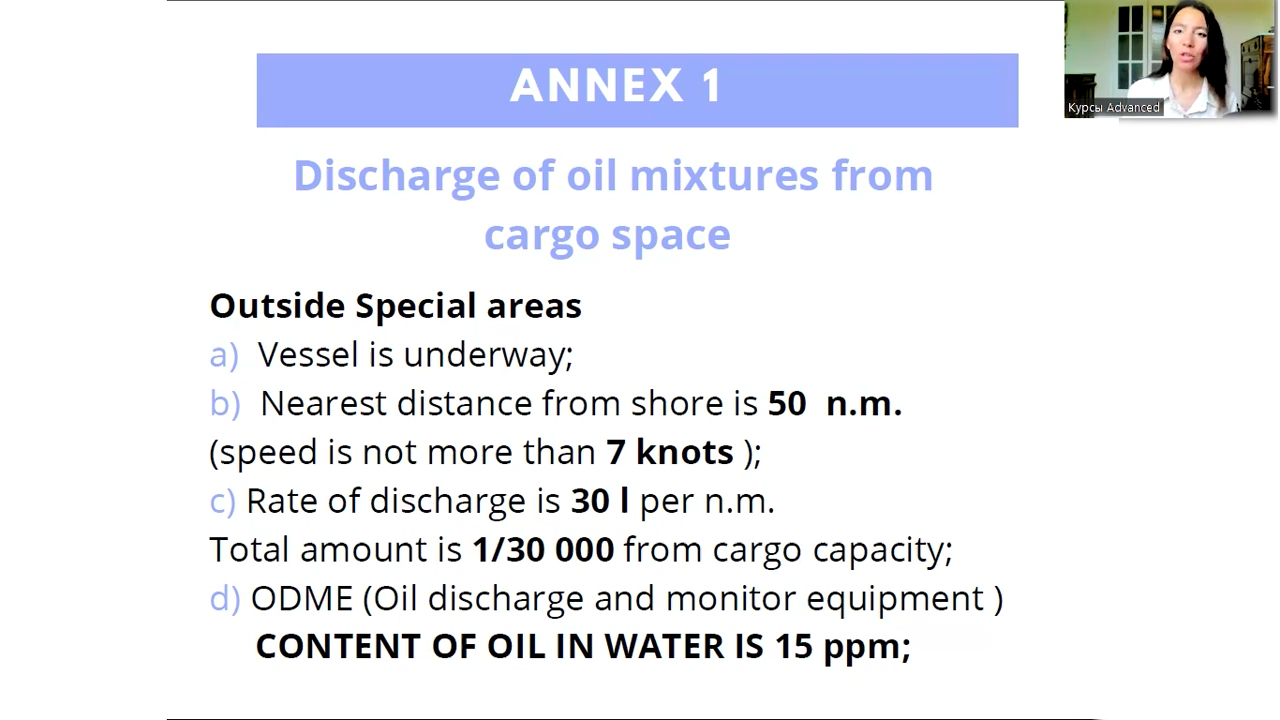 ANNEX 1
Курсы Advanced
Discharge of oil mixtures from
cargo space
Outside Special areas
a) Vessel is underway;
b) Nearest distance from shore is 50 n.m.
(speed is not more than 7 knots );
c) Rate of discharge is 30 l per n.m.
Total amount is 1/30 000 from cargo capacity;
d) ODME (Oil discharge and monitor equipment )
CONTENT OF OIL IN WATER IS 15 ppm;